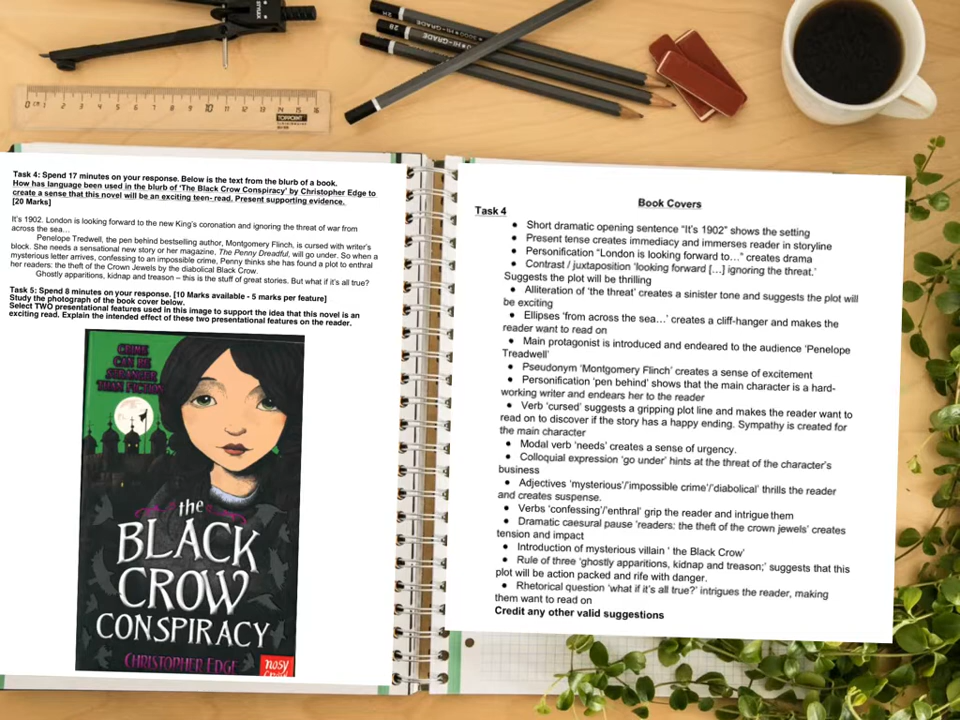 Task 4: Spend 17 minutes on your response. Below is the text from the blurb of a book.
How has language been used in the blurb of 'The Black Crow Conspiracy' by Christopher Edge to
create a sense that this novel will be an exciting teen- read. Present supporting evidence.
[20 Marks]
It's 1902. London is looking forward to the new King's coronation and ignoring the threat of war from
across the sea…
Penelope Tredwell, the pen behind bestselling author, Montgomery Flinch, is cursed with writer's
block. She needs a sensational new story or her magazine, The Penny Dreadful, will go under. So when a
mysterious letter arrives, confessing to an impossible crime, Penny thinks she has found a plot to enthral
her readers: the theft of the Crown Jewels by the diabolical Black Crow.
Ghostly apparitions, kidnap and treason – this is the stuff of great stories. But what if it's all true?
Task 5: Spend 8 minutes on your response. [10 Marks available - 5 marks per feature]
Study the photograph of the book cover below.
Select TWO presentational features used in this image to support the idea that this novel is an
exciting read. Explain the intended effect of these two presentational features on the reader.
CRIME
CAN BE
STRANGER
THAN FICTION
the
BLACK
CROW
CONSPIRACY
CHRISTOPHER EDGE
nosy
Book Covers
Task 4
• Short dramatic opening sentence "It's 1902" shows the setting
• Present tense creates immediacy and immerses reader in storyline
• Personification "London is looking forward to…" creates drama
• Contrast / juxtaposition 'looking forward […] ignoring the threat.'
Suggests the plot will be thrilling
• Alliteration of 'the threat' creates a sinister tone and suggests the plot will
be exciting
• Ellipses 'from across the sea…' creates a cliff-hanger and makes the
reader want to read on
• Main protagonist is introduced and endeared to the audience 'Penelope
Treadwell'
• Pseudonym 'Montgomery Flinch' creates a sense of excitement
• Personification 'pen behind' shows that the main character is a hard-
working writer and endears her to the reader
• Verb 'cursed' suggests a gripping plot line and makes the reader want to
read on to discover if the story has a happy ending. Sympathy is created for
the main character
• Modal verb 'needs' creates a sense of urgency.
• Colloquial expression 'go under' hints at the threat of the character's
business
• Adjectives 'mysterious'/'impossible crime'/'diabolical' thrills the reader
and creates suspense.
• Verbs 'confessing'/'enthral' grip the reader and intrigue them
• Dramatic caesural pause 'readers: the theft of the crown jewels' creates
tension and impact
• Introduction of mysterious villain ' the Black Crow'
• Rule of three 'ghostly apparitions, kidnap and treason;' suggests that this
plot will be action packed and rife with danger.
• Rhetorical question 'what if it's all true?' intrigues the reader, making
them want to read on
Credit any other valid suggestions